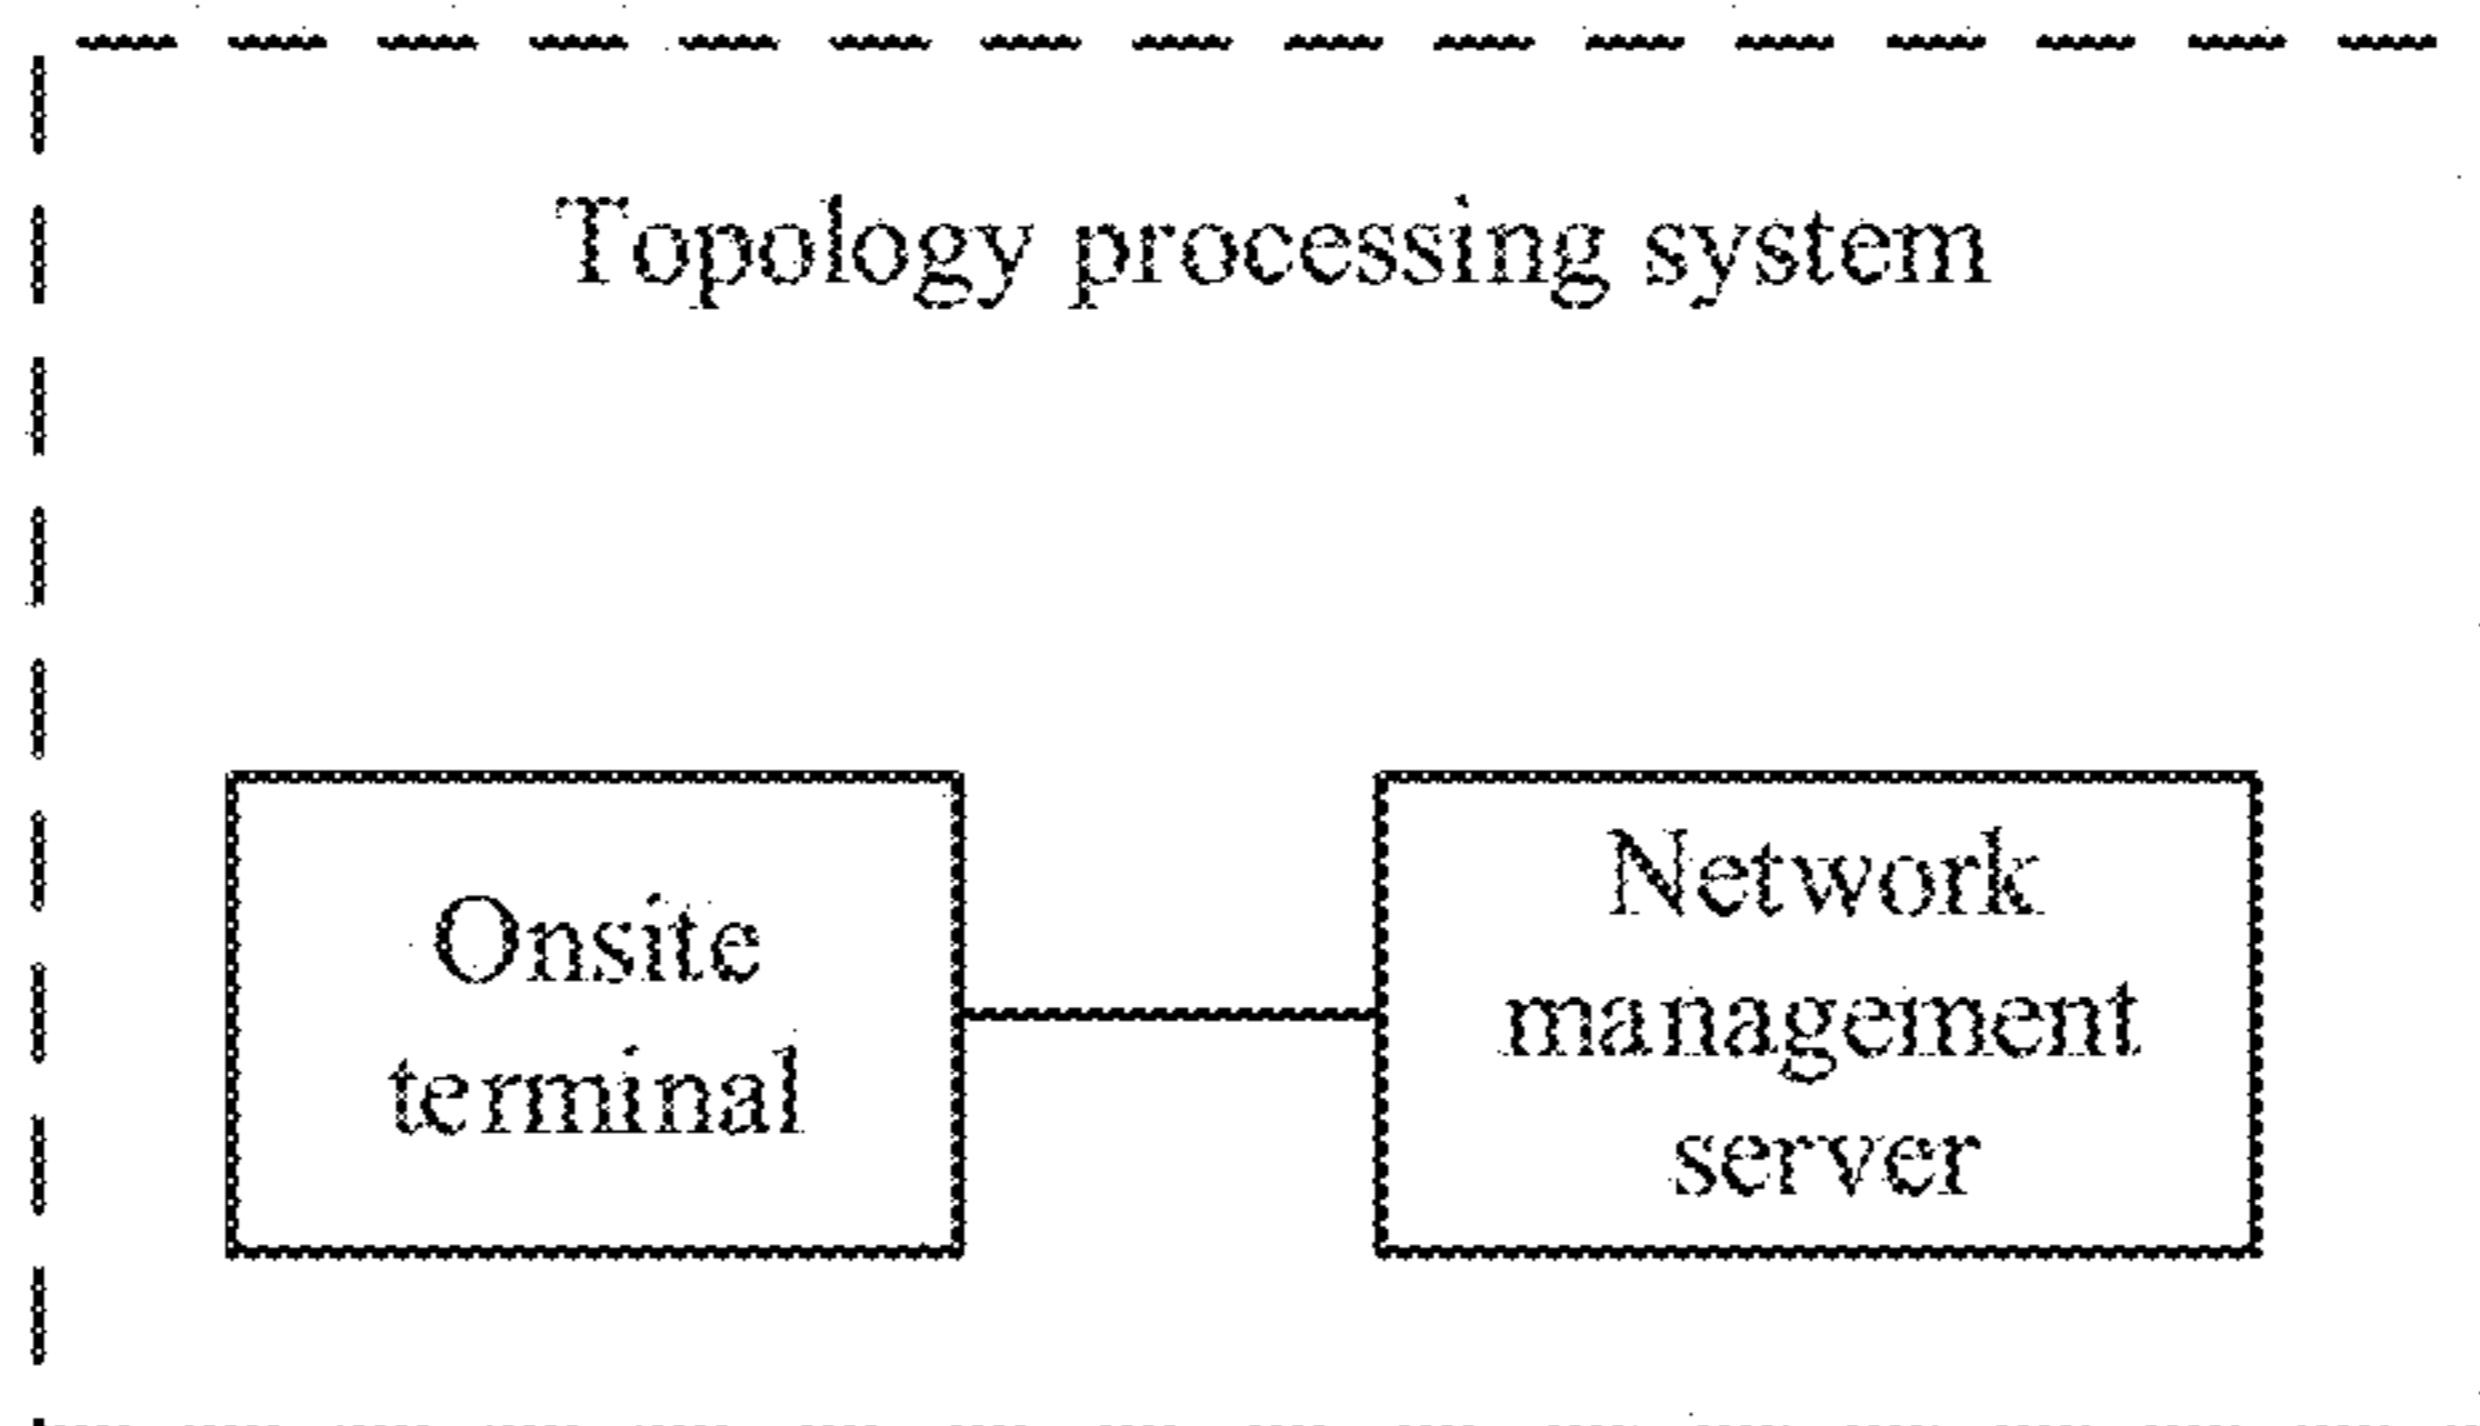 Topology processing system
Onsite
terminal
Network
management
server